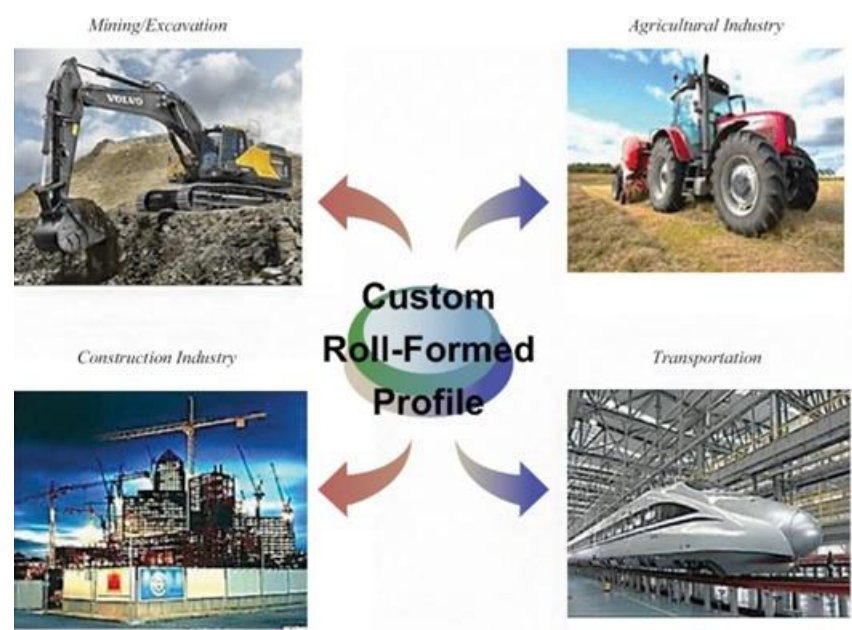 Mining/Excavation
Agricultural Industry
VOLVO
Custom
Roll-Formed
Profile
Construction Industry
Transportation